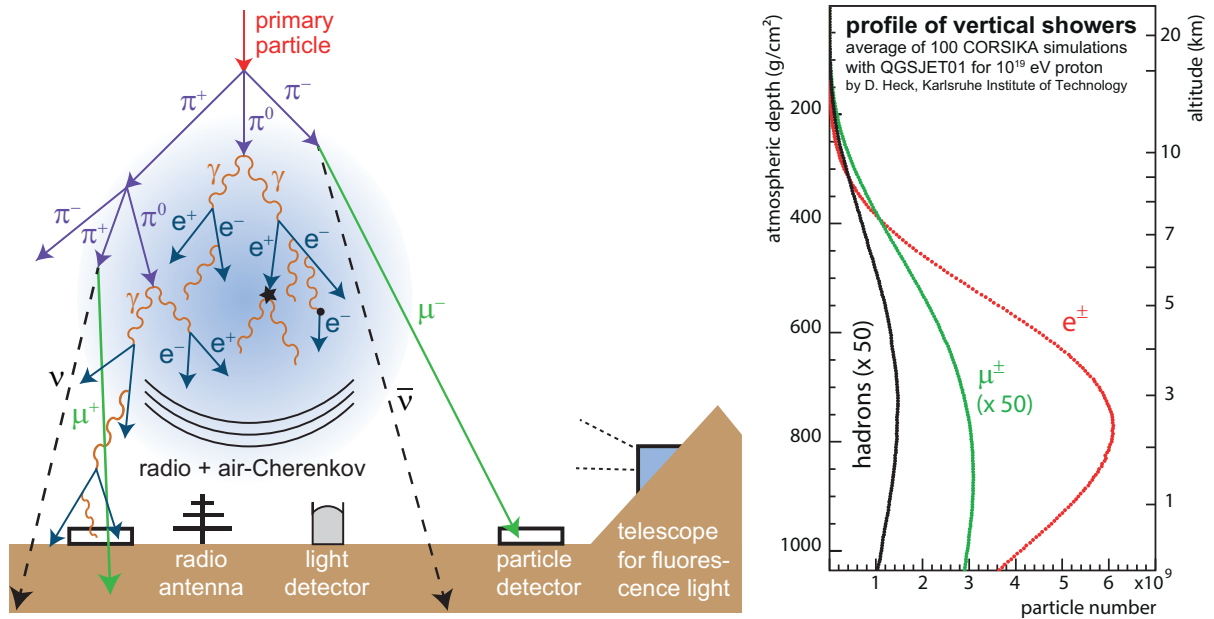 primary
particle
π⁺
π⁻
π⁰
γ
γ
π⁻
π⁺
π⁰
e⁺
e⁻
e⁺
e⁻
γ
e⁻
e⁺
e⁻
μ⁻
ν
μ⁺
ν̅
radio + air-Cherenkov
radio
antenna
light
detector
particle
detector
telescope
for fluores-
cence light
profile of vertical showers
average of 100 CORSIKA simulations
with QGSJET01 for 10¹⁹ eV proton
by D. Heck, Karlsruhe Institute of Technology
atmospheric depth (g/cm²)
200
400
600
800
1000
altitude (km)
20
10
7
5
3
1
hadrons (x 50)
μ±
(x 50)
e±
1 2 3 4 5 6 x10⁹
particle number